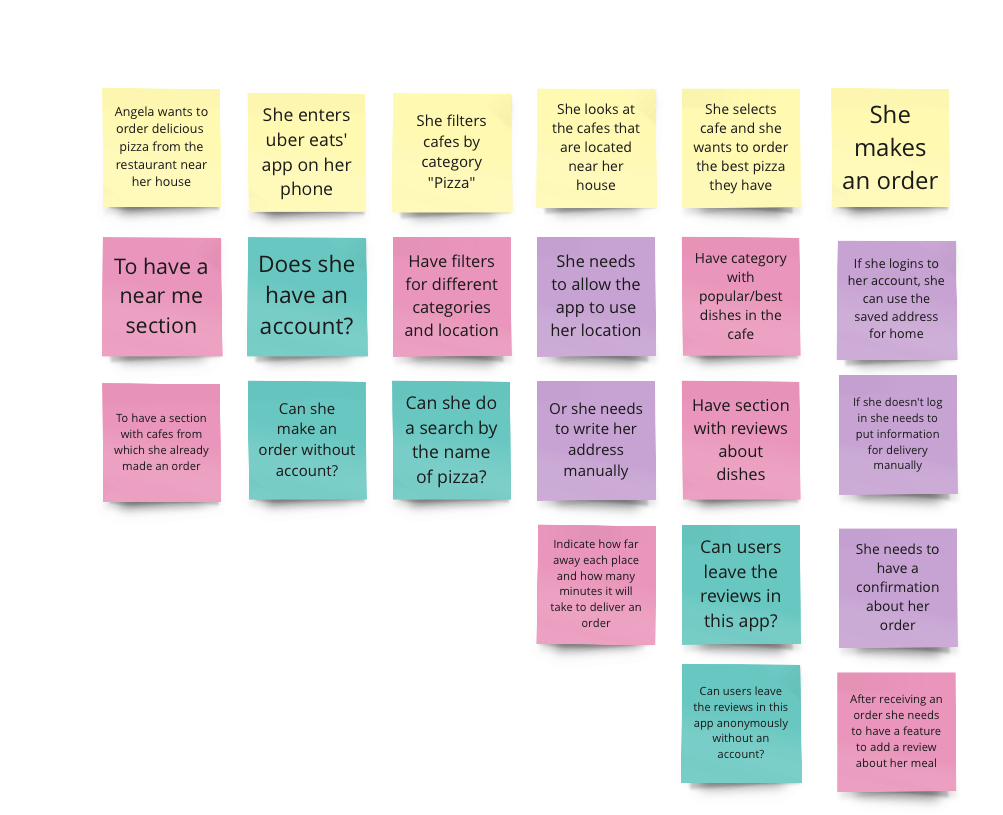 Angela wants to
order delicious
pizza from the
restaurant near
her house
She enters
uber eats'
app on her
phone
She filters
cafes by
category
"Pizza"
She looks at
the cafes that
are located
near her
house
She selects
cafe and she
wants to order
the best pizza
they have
She
makes
an order
To have a
near me
section
Does she
have an
account?
Have filters
for different
categories
and location
She needs
to allow the
app to use
her location
Have category
with
popular/best
dishes in the
cafe
If she logins to
her account, she
can use the
saved address
for home
To have a section
with cafes from
which she already
made an order
Can she
make an
order without
account?
Can she do
a search by
the name
of pizza?
Or she needs
to write her
address
manually
Have section
with reviews
about
dishes
If she doesn't log
in she needs to
put information
for delivery
manually
Indicate how far
away each place
and how many
minutes it will
take to deliver an
order
Can users
leave the
reviews in
this app?
She needs to
have a
confirmation
about her
order
Can users leave
the reviews in this
app anonymously
without an
account?
After receiving an
order she needs
to have a feature
to add a review
about her meal